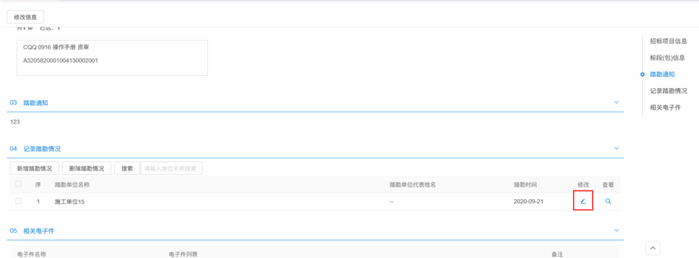 修改信息
共1章 已选：1
CQQ 0916 操作手册 资审
A3205820001004130002001
招标项目信息
标段(包)信息
踏勘通知
记录踏勘情况
相关电子件
03 踏勘通知
123
04 记录踏勘情况
新增踏勘情况 删除踏勘情况 搜索 请输入单位名称搜索
序 踏勘单位名称 踏勘单位代表姓名 踏勘时间 修改 查看
1 施工单位15 -- 2020-09-21
05 相关电子件
电子件名称 电子件列表 备注